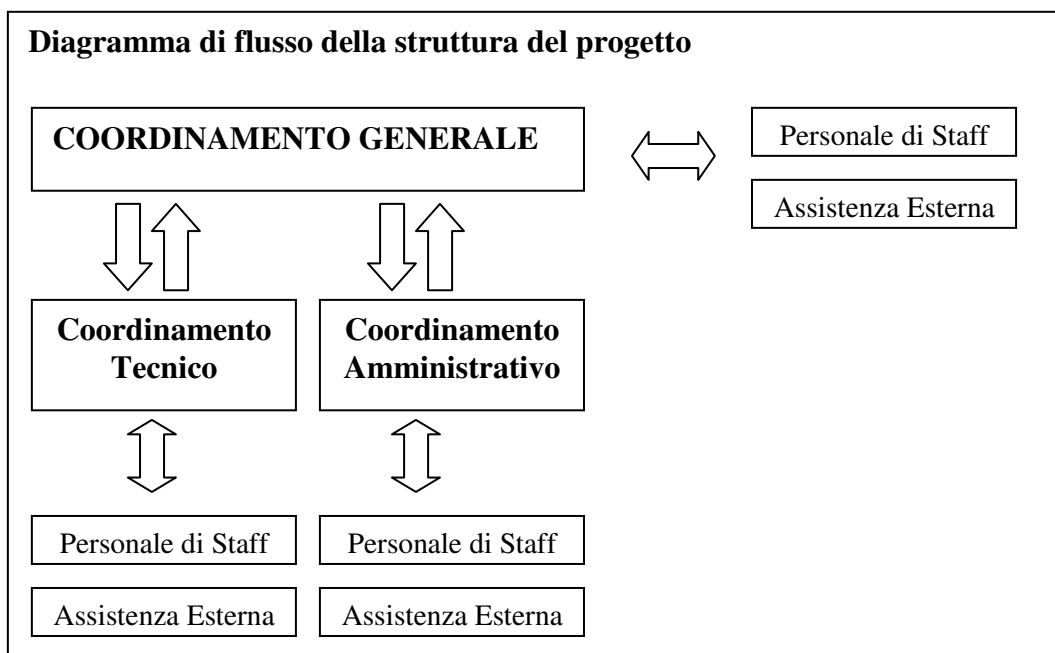 Diagramma di flusso della struttura del progetto
COORDINAMENTO GENERALE
Personale di Staff
Assistenza Esterna
Coordinamento
Tecnico
Coordinamento
Amministrativo
Personale di Staff
Assistenza Esterna
Personale di Staff
Assistenza Esterna